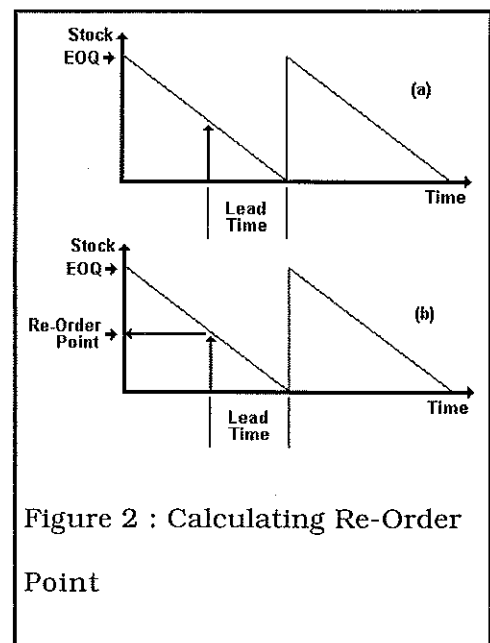 Stock
EOQ
(a)
Time
Lead
Time
Stock
EOQ
(b)
Re-Order
Point
Time
Lead
Time
Figure 2 : Calculating Re-Order
Point